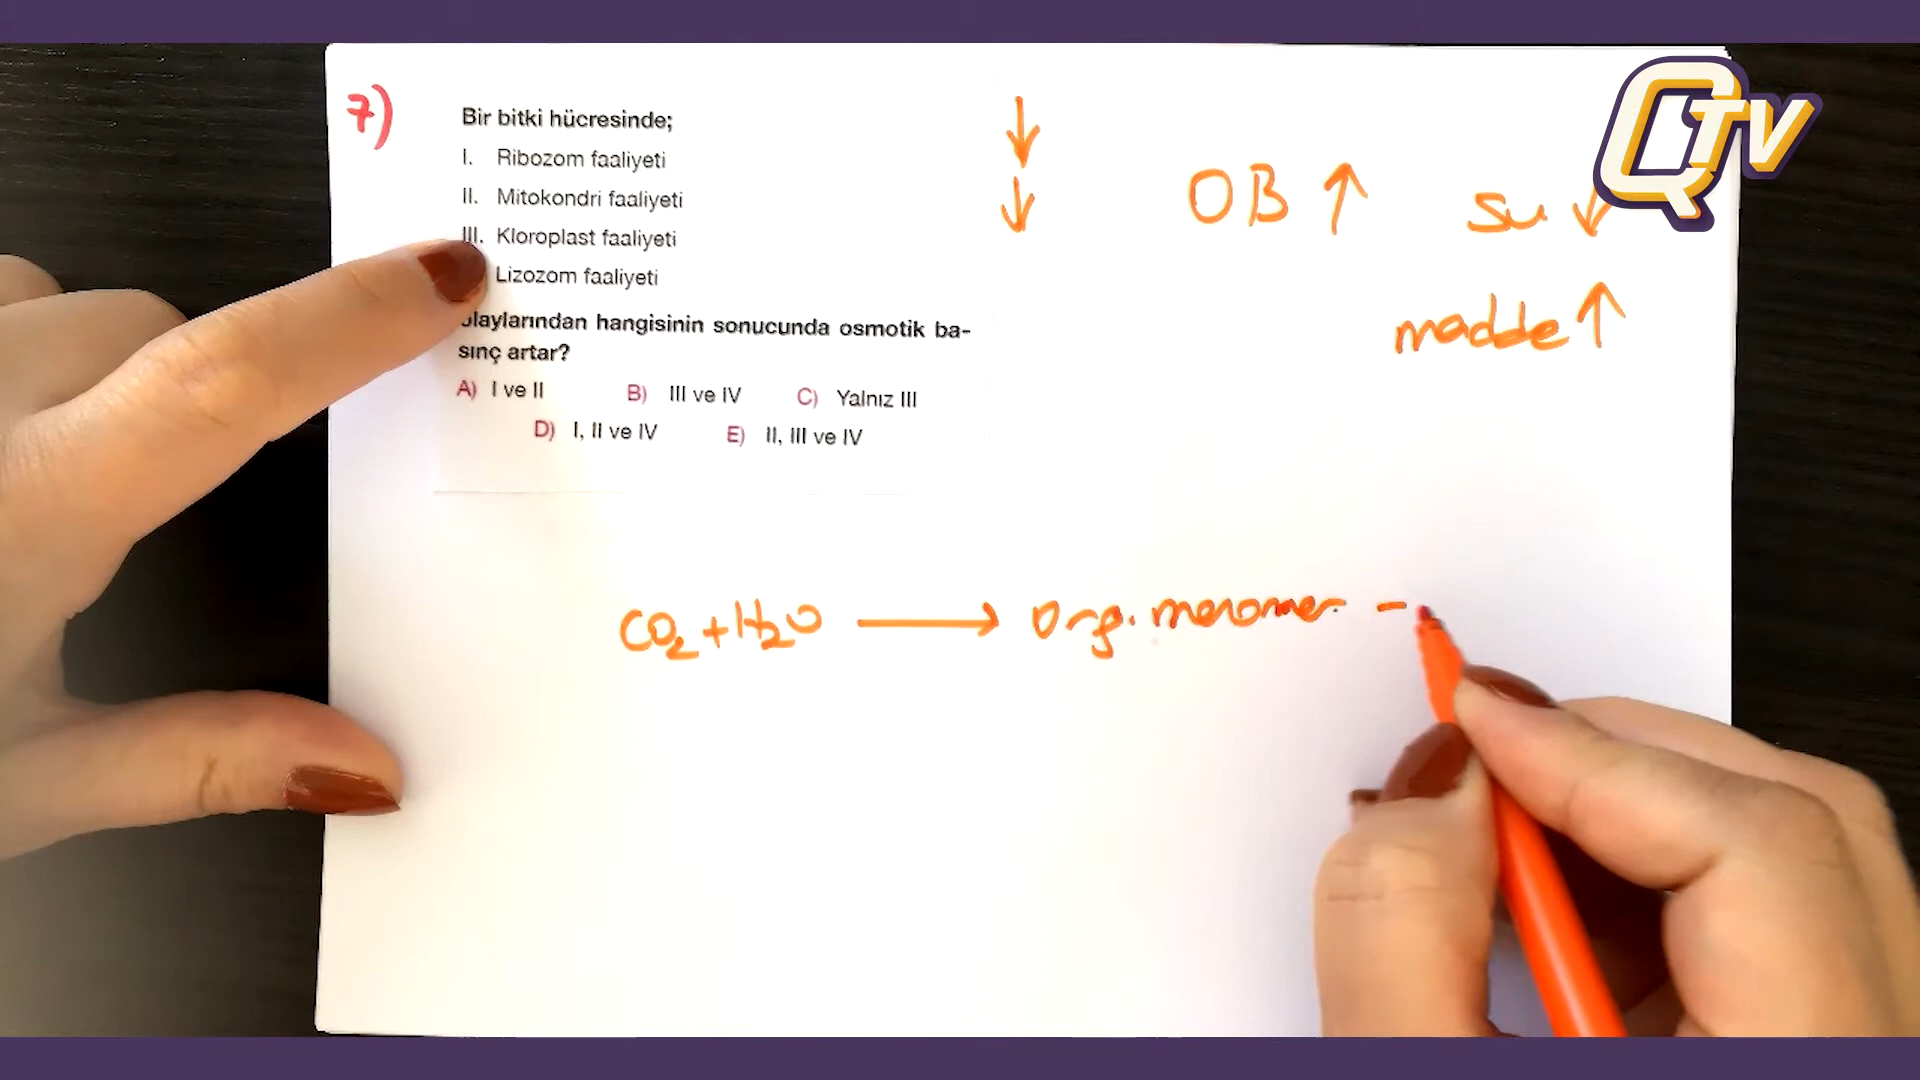 7)
Bir bitki hücresinde;
I. Ribozom faaliyeti
II. Mitokondri faaliyeti
III. Kloroplast faaliyeti
Lizozom faaliyeti
olaylarından hangisinin sonucunda osmotik ba-
sınç artar?
A) I ve II B) III ve IV C) Yalnız III
D) I, II ve IV E) II, III ve IV
↓
↓
OB ↑
su ↓
madde ↑
CO2 + H2O → Org. monomer -
QTV